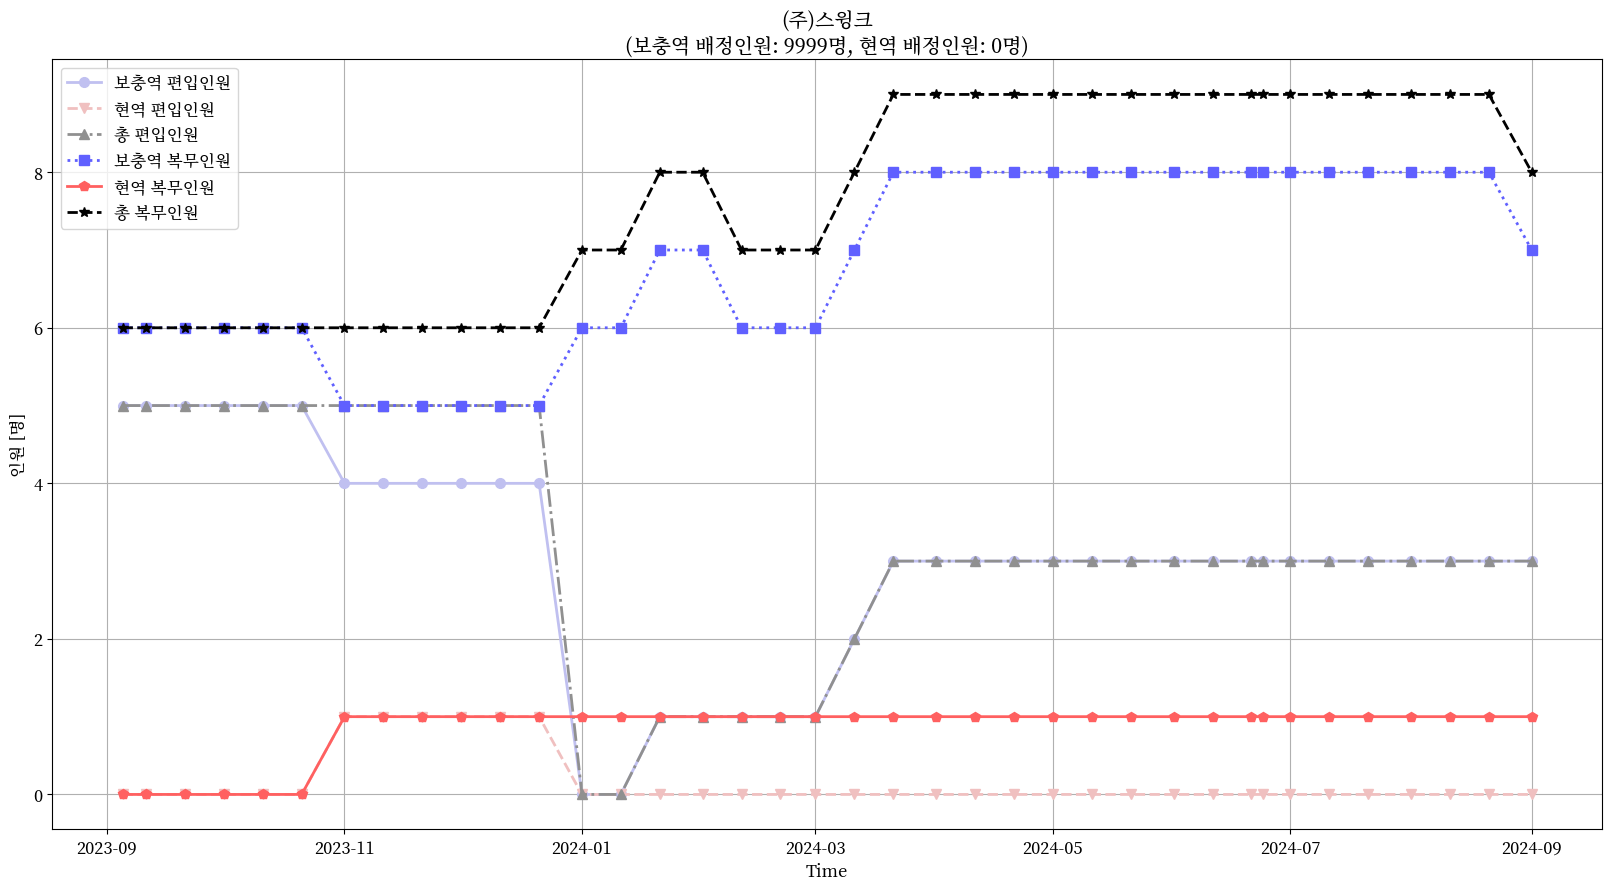 (주)스윙크
(보충역 배정인원: 9999명, 현역 배정인원: 0명)
보충역 편입인원
현역 편입인원
총 편입인원
보충역 복무인원
현역 복무인원
총 복무인원
인원 [명]
8
6
4
2
0
2023-09
2023-11
2024-01
2024-03
2024-05
2024-07
2024-09
Time